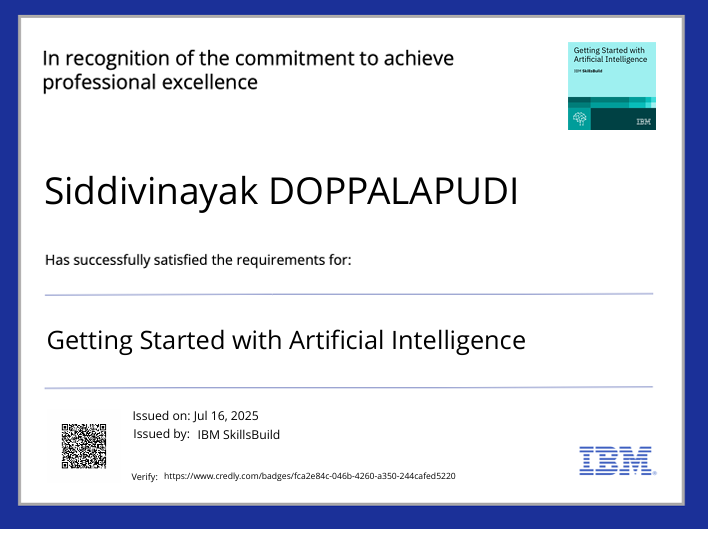 In recognition of the commitment to achieve
professional excellence
Getting Started with
Artificial Intelligence
IBM SkillsBuild
IBM
Siddivinayak DOPPALAPUDI
Has successfully satisfied the requirements for:
Getting Started with Artificial Intelligence
Issued on: Jul 16, 2025
Issued by: IBM SkillsBuild
Verify: https://www.credly.com/badges/fca2e84c-046b-4260-a350-244cafed5220
IBM